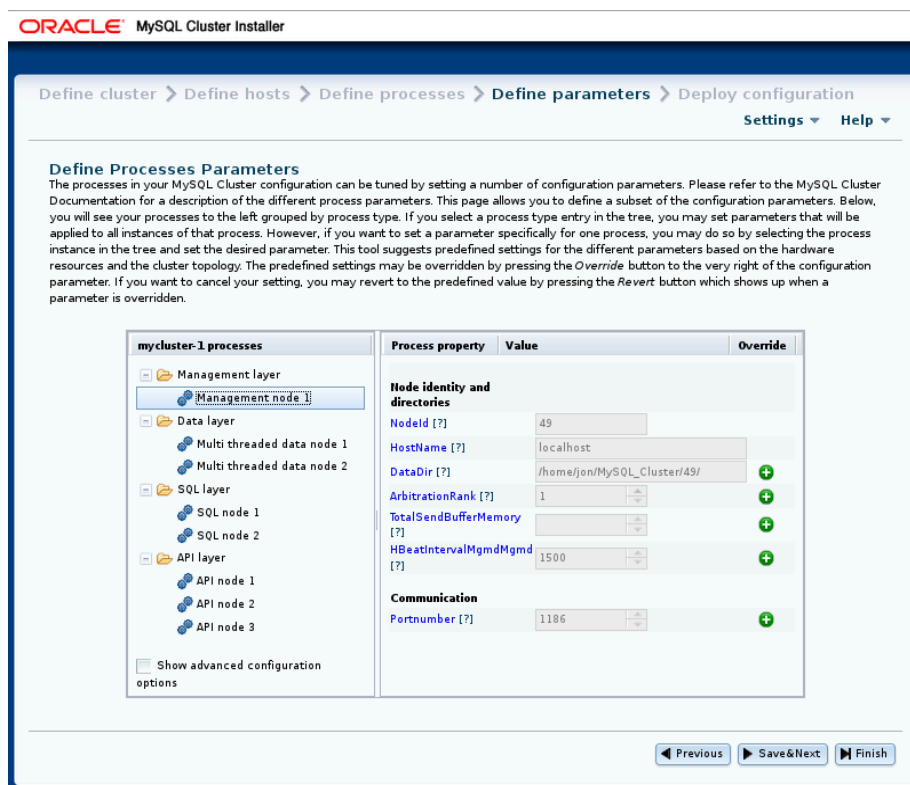 ORACLE® MySQL Cluster Installer
Define cluster > Define hosts > Define processes > Define parameters > Deploy configuration
Settings Help
Define Processes Parameters
The processes in your MySQL Cluster configuration can be tuned by setting a number of configuration parameters. Please refer to the MySQL Cluster
Documentation for a description of the different process parameters. This page allows you to define a subset of the configuration parameters. Below,
you will see your processes to the left grouped by process type. If you select a process type entry in the tree, you may set parameters that will be
applied to all instances of that process. However, if you want to set a parameter specifically for one process, you may do so by selecting the process
instance in the tree and set the desired parameter. This tool suggests predefined settings for the different parameters based on the hardware
resources and the cluster topology. The predefined settings may be overridden by pressing the Override button to the very right of the configuration
parameter. If you want to cancel your setting, you may revert to the predefined value by pressing the Revert button which shows up when a
parameter is overridden.
mycluster-1 processes
Management layer
Management node 1
Data layer
Multi threaded data node 1
Multi threaded data node 2
SQL layer
SQL node 1
SQL node 2
API layer
API node 1
API node 2
API node 3
Show advanced configuration
options
Process property Value Override
Node identity and
directories
NodeId [?] 49
HostName [?] localhost
DataDir [?] /home/jon/MySQL_Cluster/49/
ArbitrationRank [?] 1
TotalSendBufferMemory
[?]
HBeatIntervalMgmdMgmd
[?] 1500
Communication
Portnumber [?] 1186
Previous Save&Next Finish